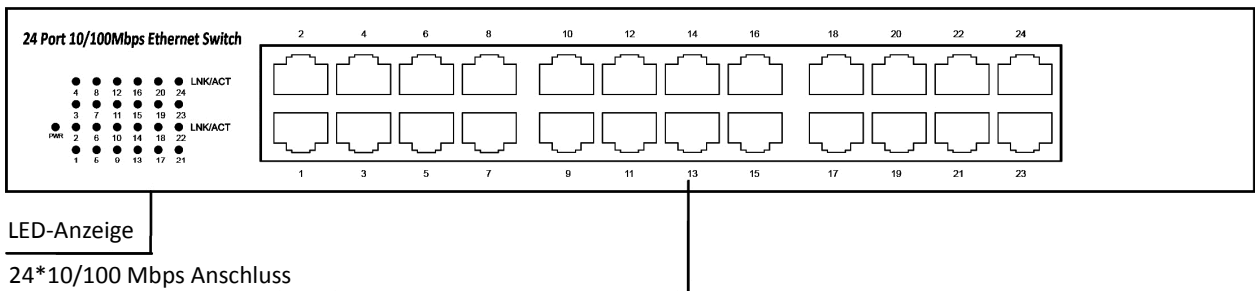 24 Port 10/100Mbps Ethernet Switch
2 4 6 8 10 12 14 16 18 20 22 24
LNK/ACT
4 8 12 16 20 24
3 7 11 15 19 23
LNK/ACT
PWR 2 6 10 14 18 22
1 5 9 13 17 21
1 3 5 7 9 11 13 15 17 19 21 23
LED-Anzeige
24*10/100 Mbps Anschluss